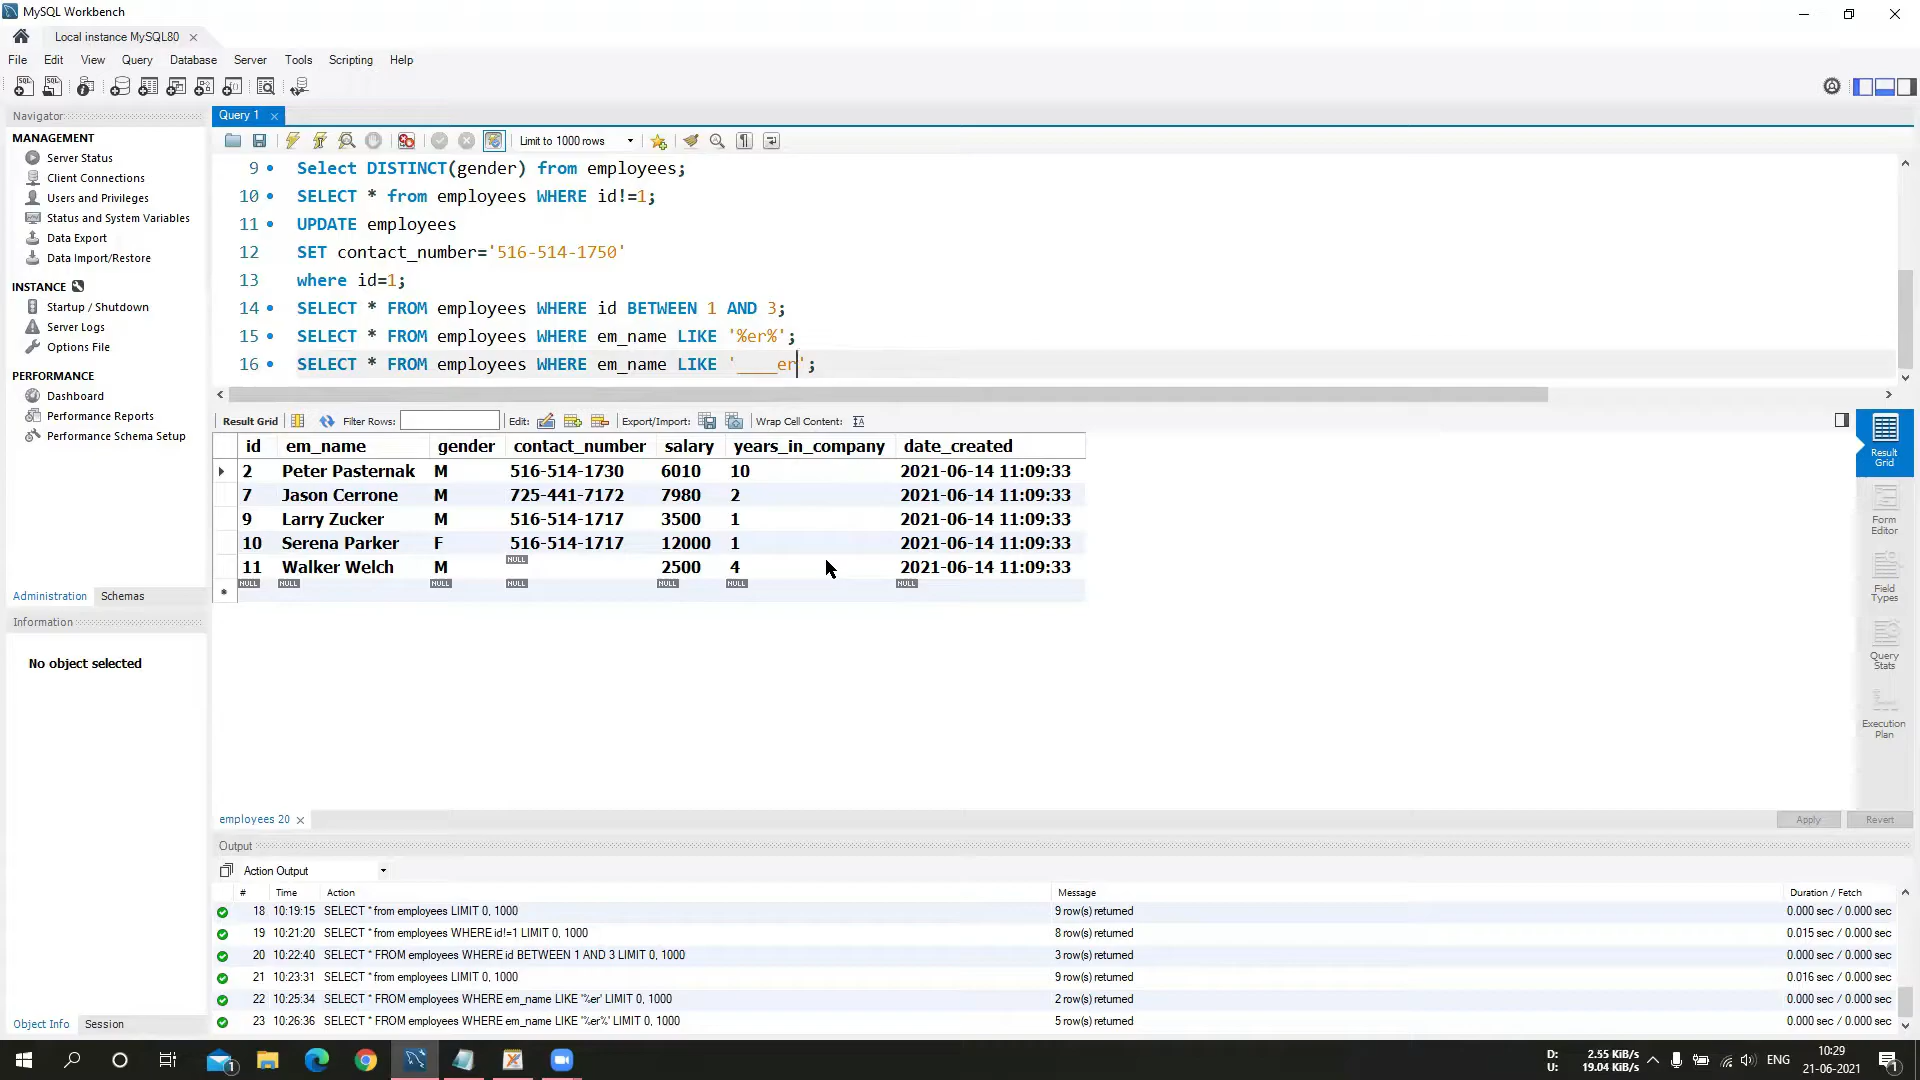 MySQL Workbench
Local instance MySQL80
File Edit View Query Database Server Tools Scripting Help
Navigator
MANAGEMENT
Server Status
Client Connections
Users and Privileges
Status and System Variables
Data Export
Data Import/Restore
INSTANCE
Startup / Shutdown
Server Logs
Options File
PERFORMANCE
Dashboard
Performance Reports
Performance Schema Setup
Administration Schemas
Information
No object selected
Object Info Session
Query 1
Limit to 1000 rows
9 Select DISTINCT(gender) from employees;
10 SELECT * from employees WHERE id!=1;
11 UPDATE employees
12 SET contact_number='516-514-1750'
13 where id=1;
14 SELECT * FROM employees WHERE id BETWEEN 1 AND 3;
15 SELECT * FROM employees WHERE em_name LIKE '%er%';
16 SELECT * FROM employees WHERE em_name LIKE '____er';
Result Grid Filter Rows: Edit: Export/Import: Wrap Cell Content:
id em_name gender contact_number salary years_in_company date_created
2 Peter Pasternak M 516-514-1730 6010 10 2021-06-14 11:09:33
7 Jason Cerrone M 725-441-7172 7980 2 2021-06-14 11:09:33
9 Larry Zucker M 516-514-1717 3500 1 2021-06-14 11:09:33
10 Serena Parker F 516-514-1717 12000 1 2021-06-14 11:09:33
11 Walker Welch M NULL 2500 4 2021-06-14 11:09:33
NULL NULL NULL NULL NULL NULL NULL
Result Grid
Form Editor
Field Types
Query Stats
Execution Plan
employees 20
Apply Revert
Output
Action Output
# Time Action Message Duration / Fetch
18 10:19:15 SELECT * from employees LIMIT 0, 1000 9 row(s) returned 0.000 sec / 0.000 sec
19 10:21:20 SELECT * from employees WHERE id!=1 LIMIT 0, 1000 8 row(s) returned 0.015 sec / 0.000 sec
20 10:22:40 SELECT * FROM employees WHERE id BETWEEN 1 AND 3 LIMIT 0, 1000 3 row(s) returned 0.000 sec / 0.000 sec
21 10:23:31 SELECT * from employees LIMIT 0, 1000 9 row(s) returned 0.016 sec / 0.000 sec
22 10:25:34 SELECT * FROM employees WHERE em_name LIKE '%er' LIMIT 0, 1000 2 row(s) returned 0.000 sec / 0.000 sec
23 10:26:36 SELECT * FROM employees WHERE em_name LIKE '%er%' LIMIT 0, 1000 5 row(s) returned 0.000 sec / 0.000 sec
D: 2.55 KiB/s
U: 19.04 KiB/s
ENG
10:29
21-06-2021